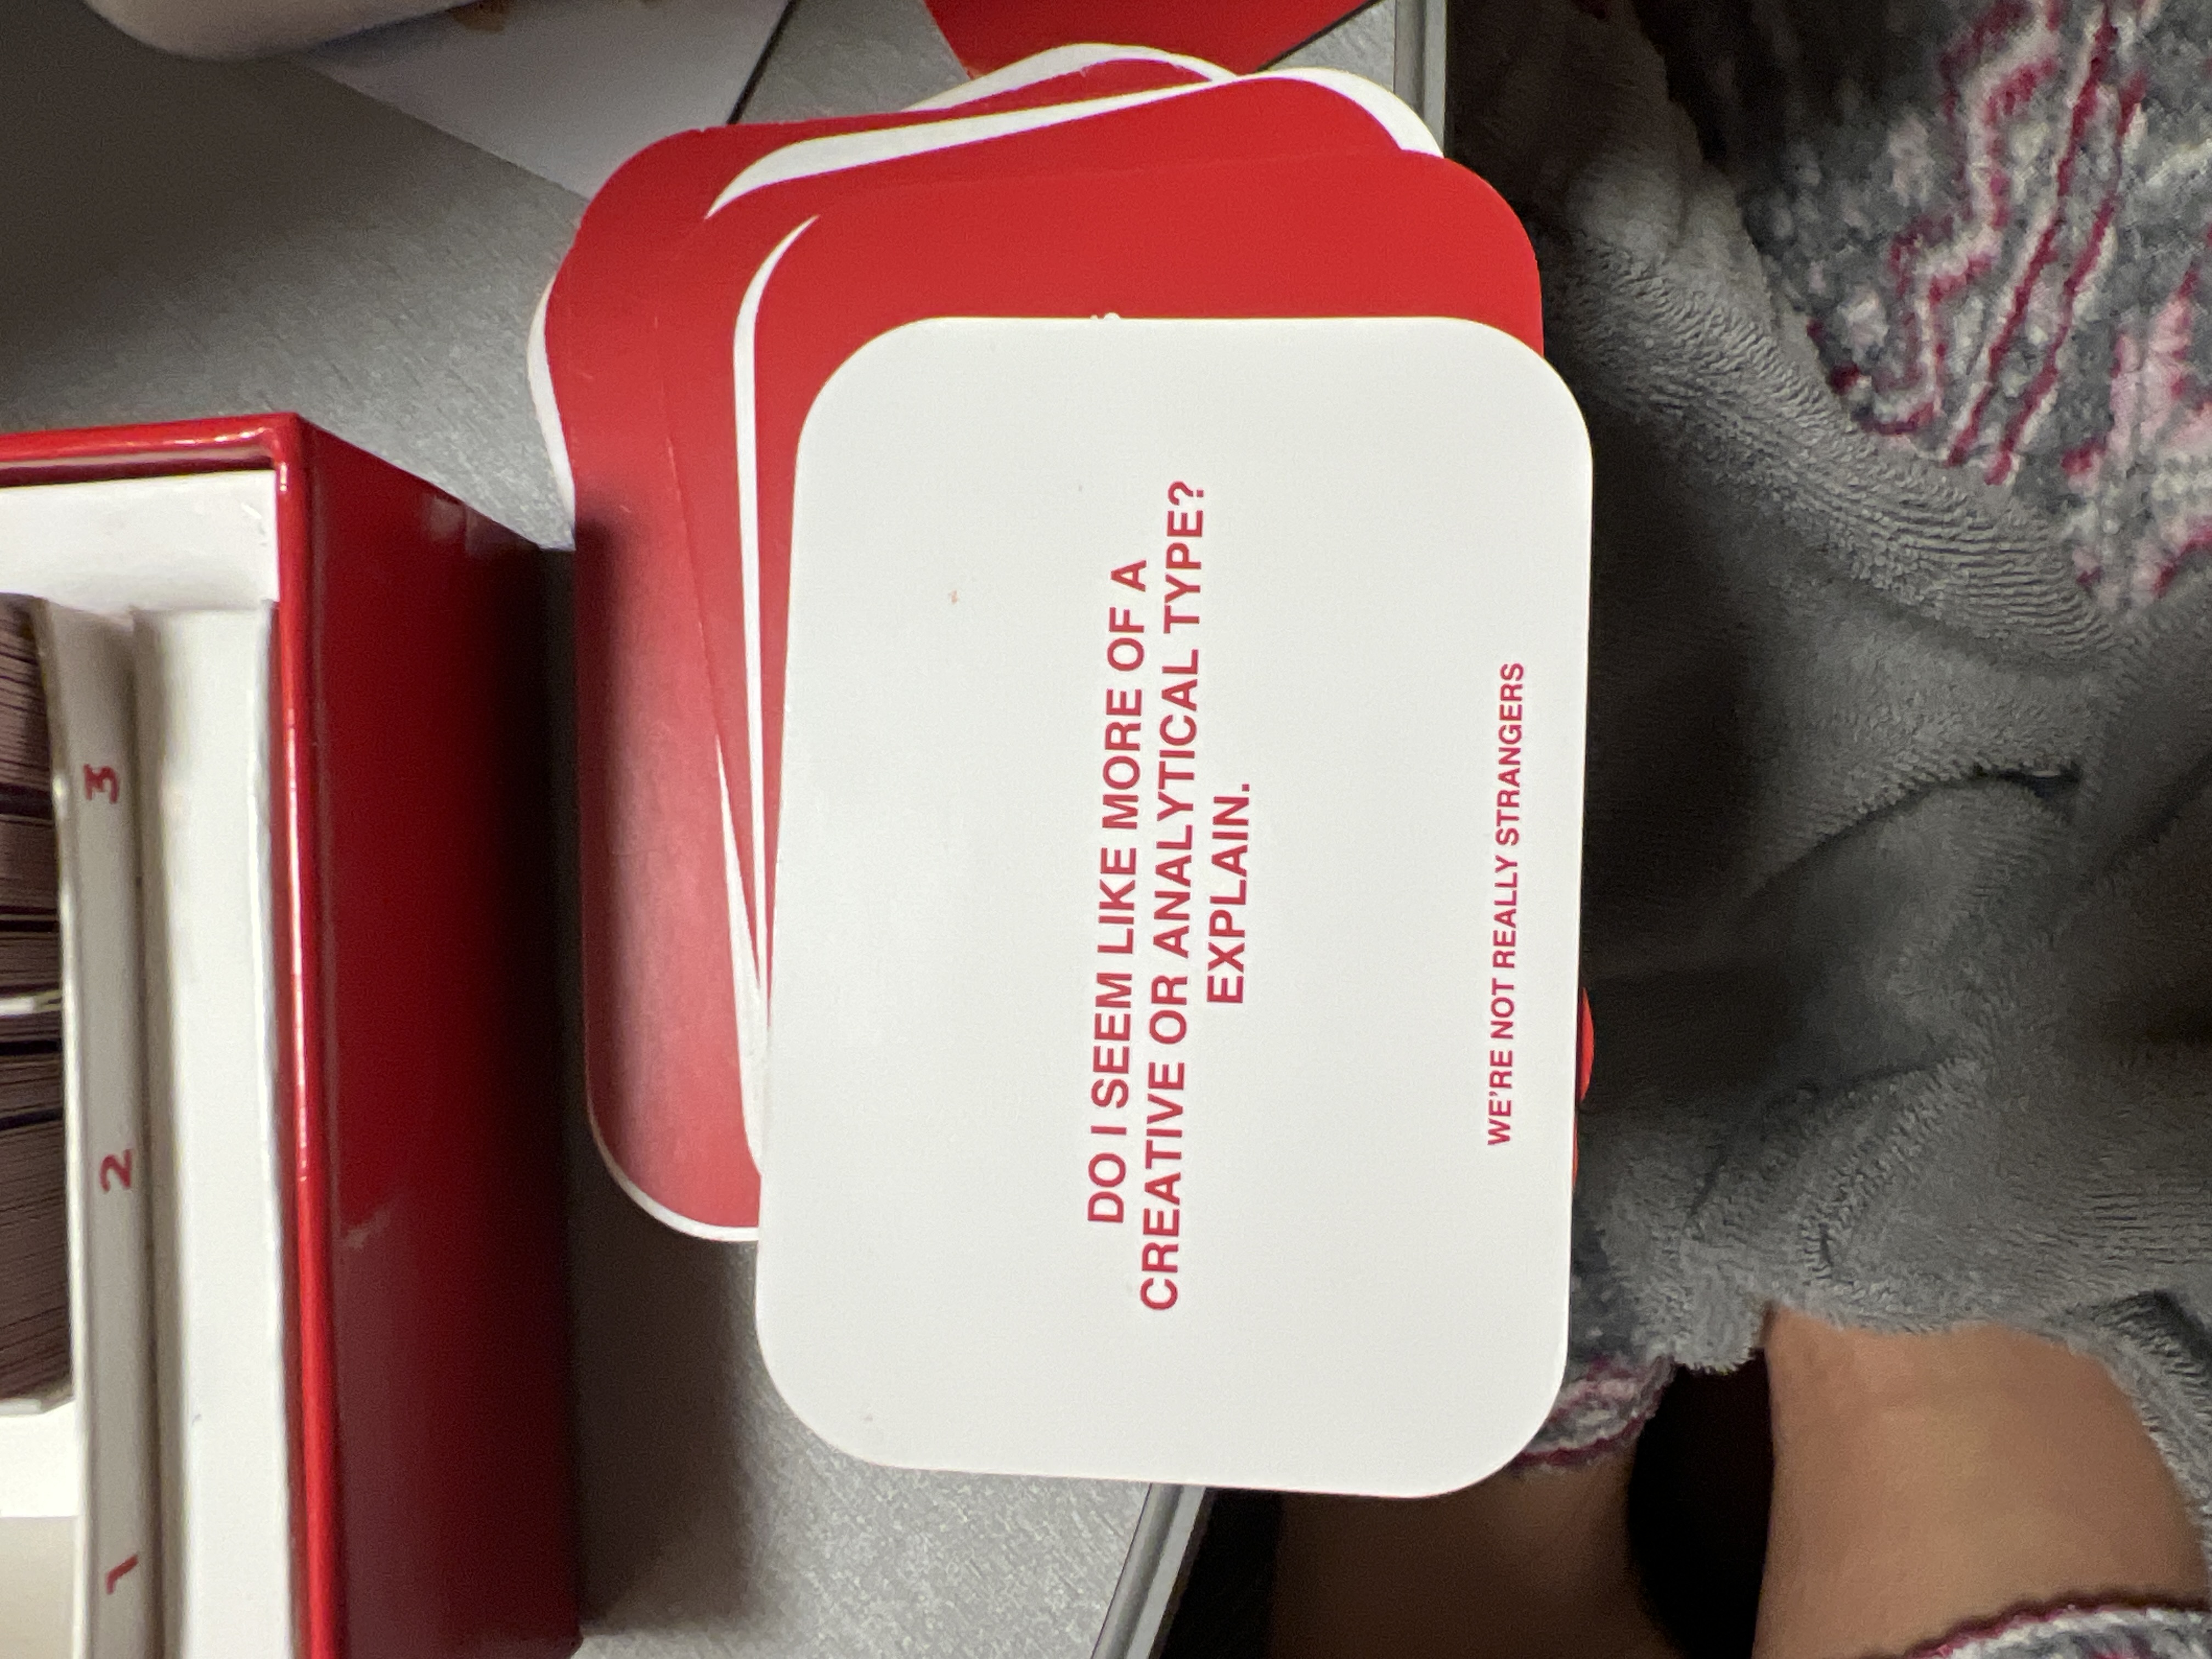 DO I SEEM LIKE MORE OF A
CREATIVE OR ANALYTICAL TYPE?
EXPLAIN.
WE'RE NOT REALLY STRANGERS
1
2
3